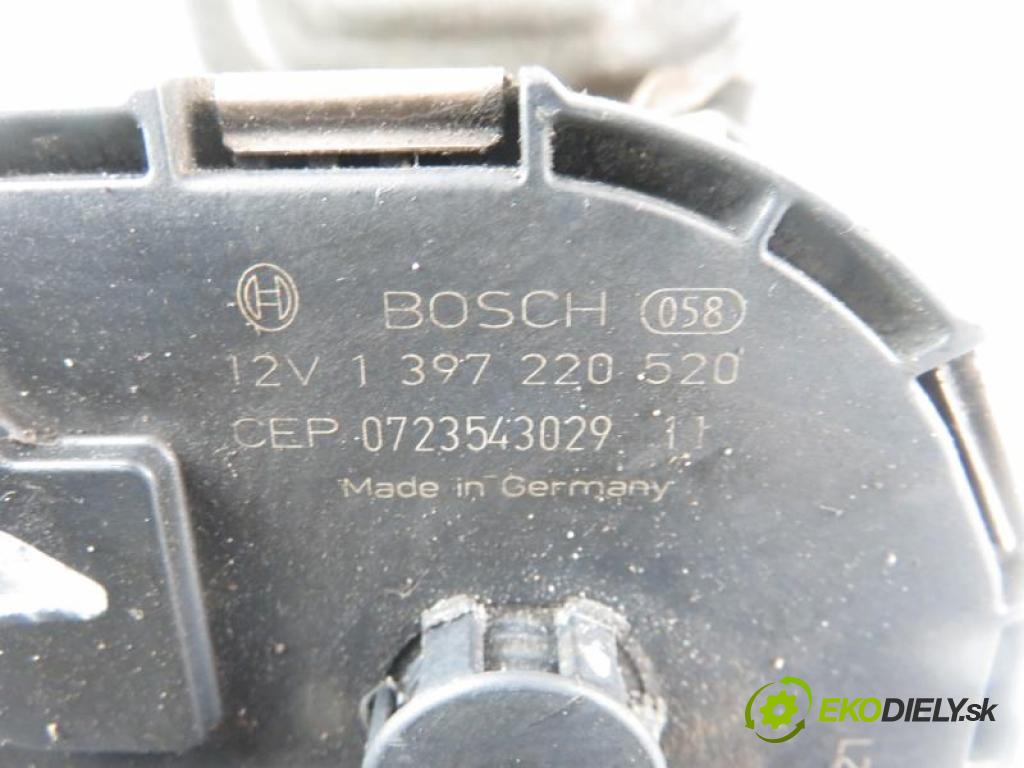 BOSCH 058
12V 1 397 220 520
CEP 0723543029 11
Made in Germany
EKODIELY.sk